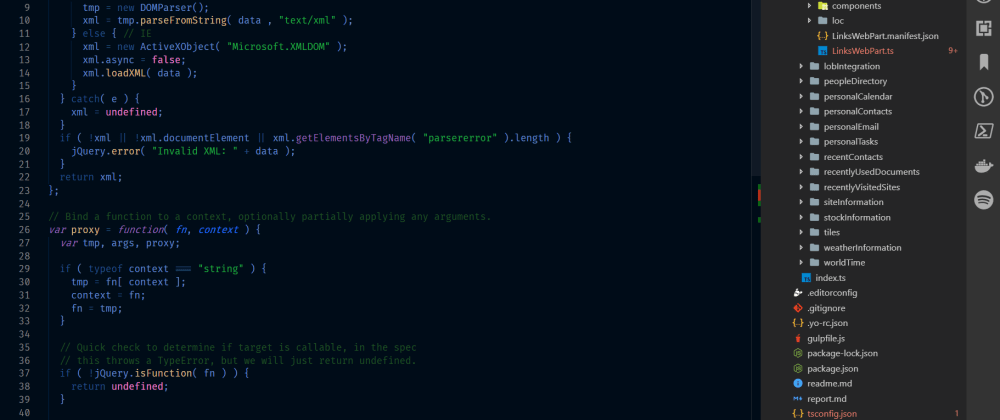 9 tmp = new DOMParser();
10 xml = tmp.parseFromString( data , "text/xml" );
11 } else { // IE
12 xml = new ActiveXObject( "Microsoft.XMLDOM" );
13 xml.async = false;
14 xml.loadXML( data );
15 }
16 } catch( e ) {
17 xml = undefined;
18 }
19 if ( !xml || !xml.documentElement || xml.getElementsByTagName( "parsererror" ).length ) {
20 jQuery.error( "Invalid XML: " + data );
21 }
22 return xml;
23 };
24
25 // Bind a function to a context, optionally partially applying any arguments.
26 var proxy = function( fn, context ) {
27 var tmp, args, proxy;
28
29 if ( typeof context === "string" ) {
30 tmp = fn[ context ];
31 context = fn;
32 fn = tmp;
33 }
34
35 // Quick check to determine if target is callable, in the spec
36 // this throws a TypeError, but we will just return undefined.
37 if ( !jQuery.isFunction( fn ) ) {
38 return undefined;
39 }
40
components
loc
{..} LinksWebPart.manifest.json
TS LinksWebPart.ts 9+
lobIntegration
peopleDirectory
personalCalendar
personalContacts
personalEmail
personalTasks
recentContacts
recentlyUsedDocuments
recentlyVisitedSites
siteInformation
stockInformation
tiles
weatherInformation
worldTime
TS index.ts
.editorconfig
.gitignore
{..} .yo-rc.json
gulpfile.js
package-lock.json
package.json
readme.md
M↓ report.md
{..} tsconfig.json 1